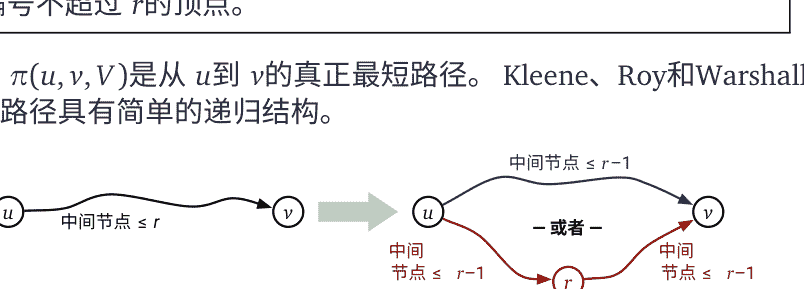 编号不超过 r的顶点。
π(u, v, V)是从 u到 v的真正最短路径。 Kleene、Roy和Warshall
路径具有简单的递归结构。
中间节点 ≤ r−1
u
中间节点 ≤ r
v
u
– 或者 –
v
中间
节点 ≤ r−1
r
中间
节点 ≤ r−1